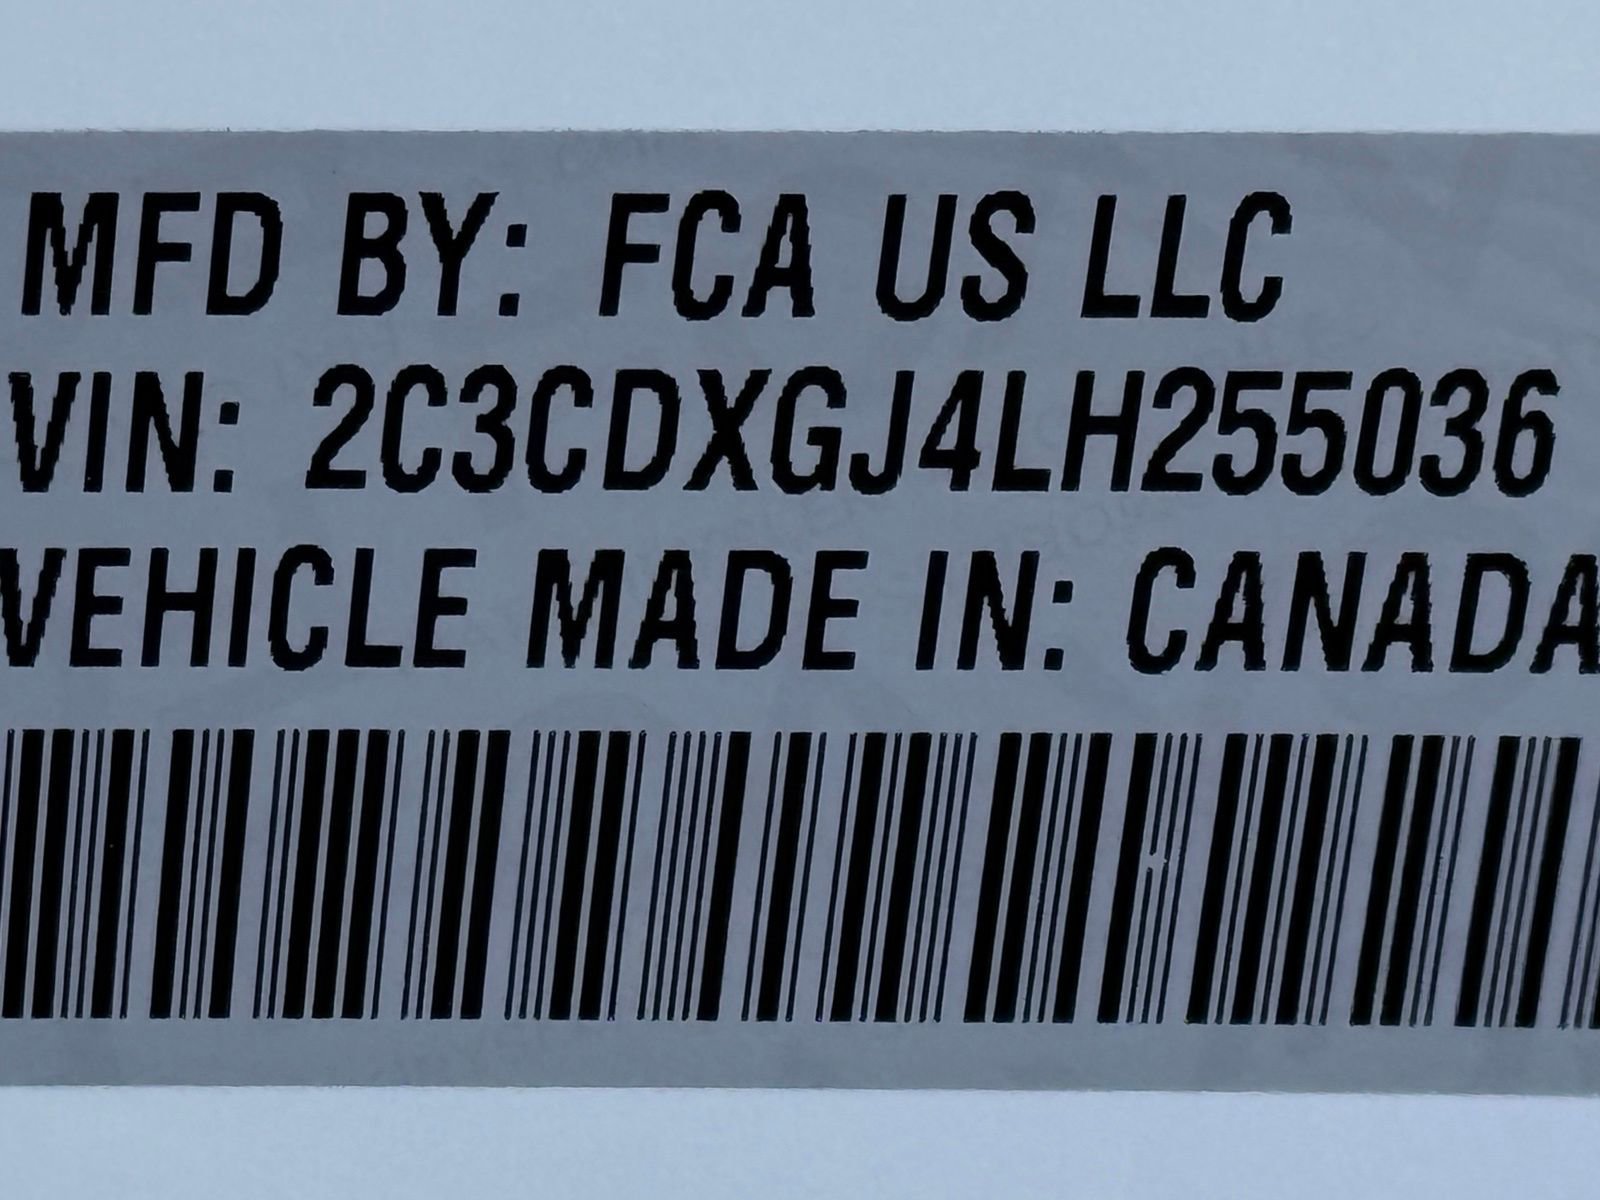 MFD BY: FCA US LLC
VIN: 2C3CDXGJ4LH255036
VEHICLE MADE IN: CANADA